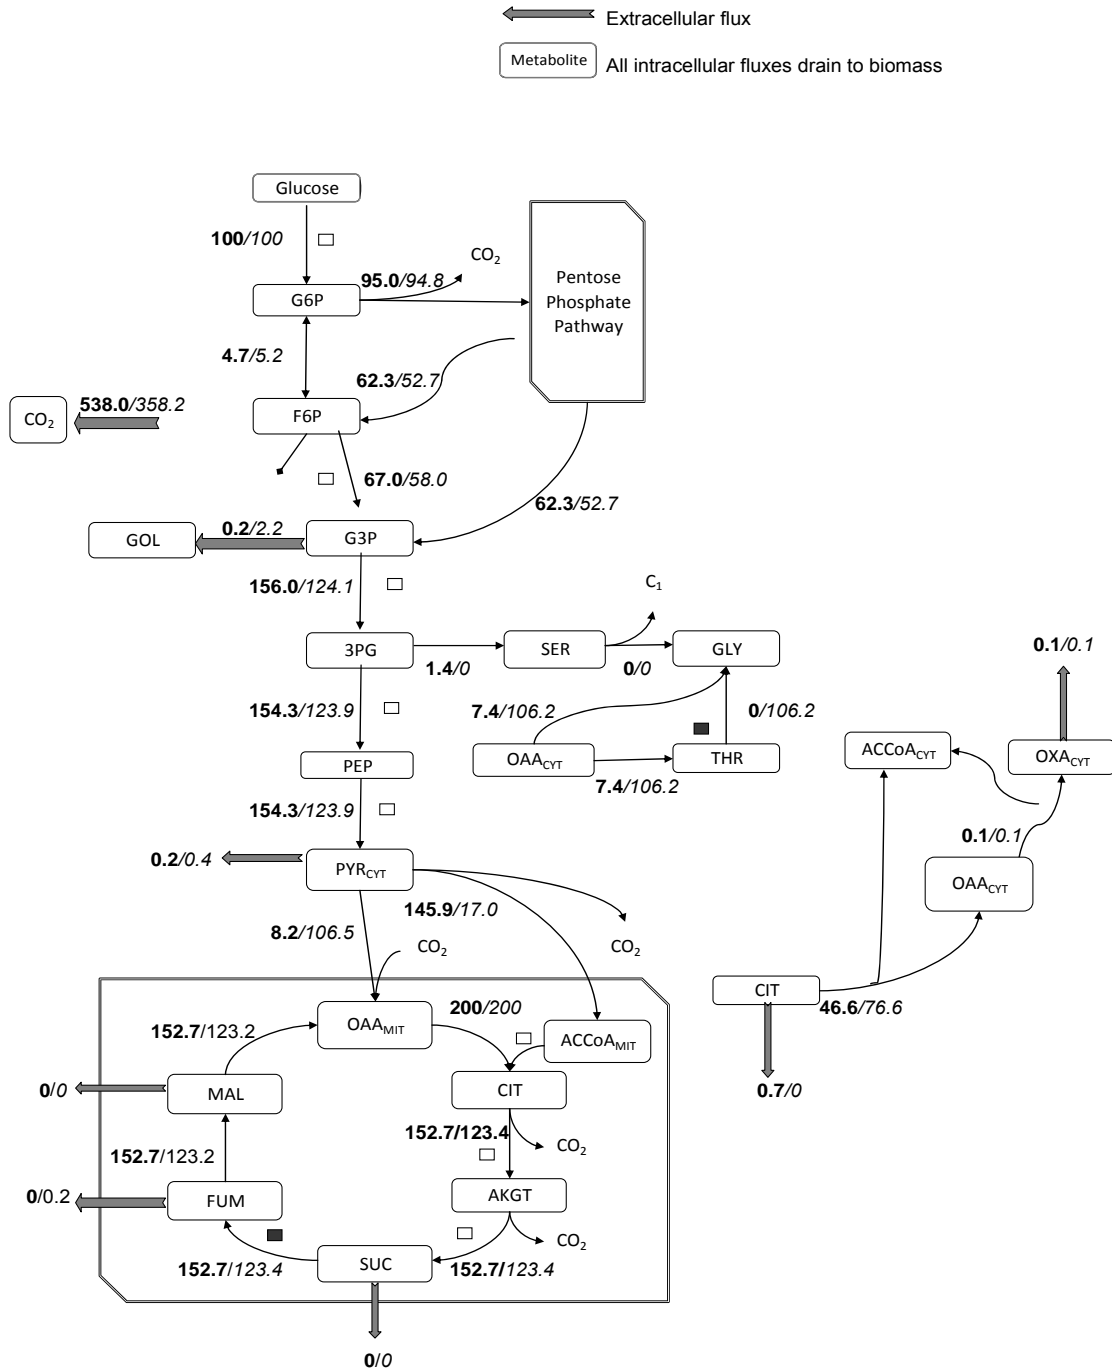 Extracellular flux
Metabolite
All intracellular fluxes drain to biomass
Glucose
100/100
CO2
95.0/94.8
Pentose
Phosphate
Pathway
G6P
4.7/5.2
62.3/52.7
538.0/358.2
CO2
F6P
67.0/58.0
62.3/52.7
0.2/2.2
GOL
G3P
156.0/124.1
C1
3PG
SER
GLY
1.4/0
0/0
0.1/0.1
154.3/123.9
7.4/106.2
0/106.2
OAACYT
THR
ACCoACYT
OXACYT
PEP
7.4/106.2
154.3/123.9
0.1/0.1
0.2/0.4
PYRCYT
145.9/17.0
OAACYT
8.2/106.5
CO2
CO2
CIT
46.6/76.6
200/200
152.7/123.2
OAAMIT
ACCoAMIT
0/0
MAL
CIT
0.7/0
152.7/123.4
CO2
152.7/123.2
0/0.2
FUM
AKGT
CO2
152.7/123.4
SUC
152.7/123.4
0/0